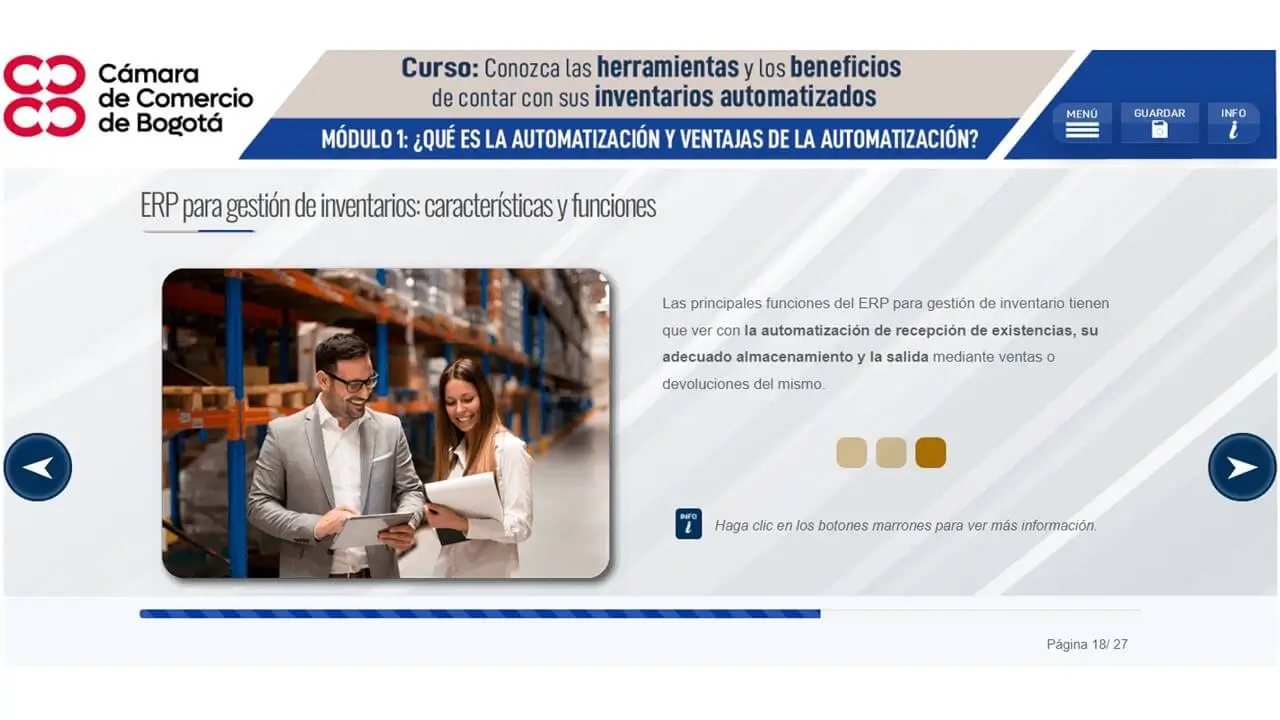 Cámara
de Comercio
de Bogotá
Curso: Conozca las herramientas y los beneficios
de contar con sus inventarios automatizados
MÓDULO 1: ¿QUÉ ES LA AUTOMATIZACIÓN Y VENTAJAS DE LA AUTOMATIZACIÓN?
MENÚ
GUARDAR
INFO
i
ERP para gestión de inventarios: características y funciones
Las principales funciones del ERP para gestión de inventario tienen
que ver con la automatización de recepción de existencias, su
adecuado almacenamiento y la salida mediante ventas o
devoluciones del mismo.
INFO
i
Haga clic en los botones marrones para ver más información.
Página 18/ 27